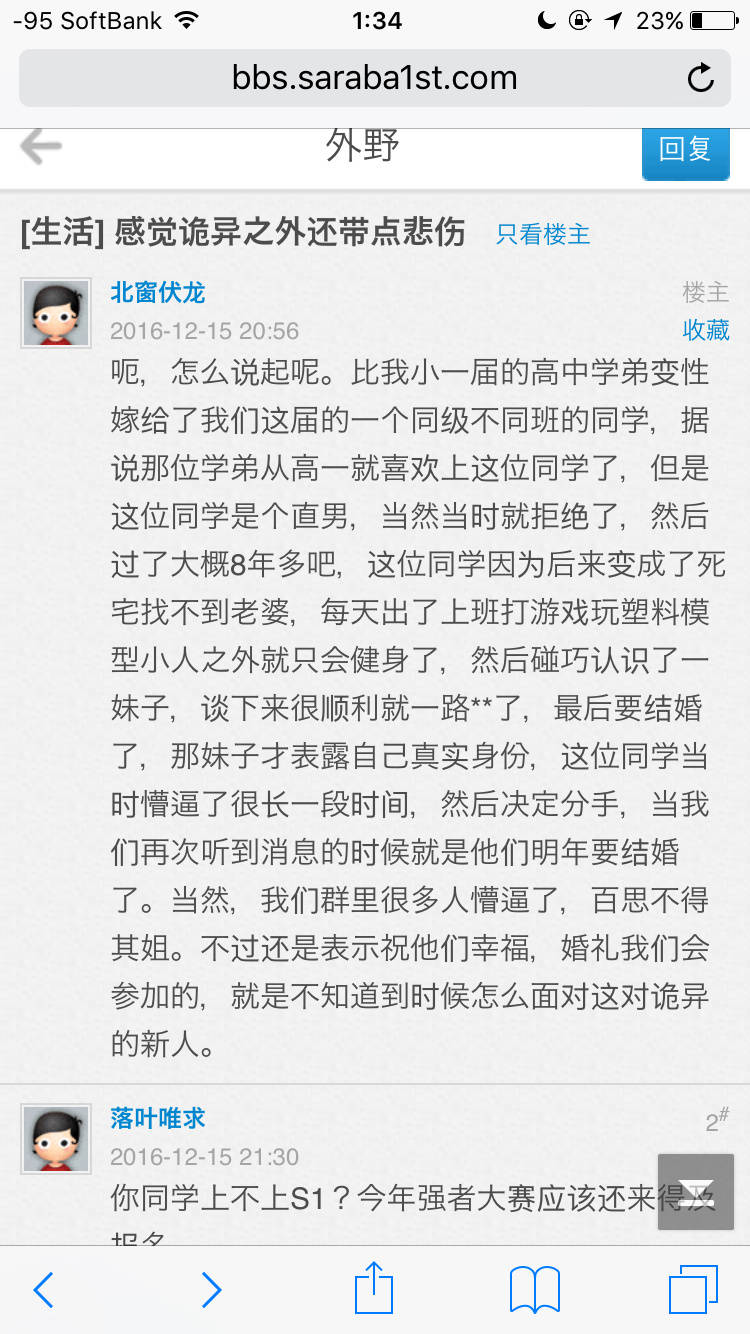 -95 SoftBank 1:34 23%
bbs.saraba1st.com
外野 回复
[生活] 感觉诡异之外还带点悲伤 只看楼主
北窗伏龙 楼主
2016-12-15 20:56 收藏
呃，怎么说起呢。比我小一届的高中学弟变性
嫁给了我们这届的一个同级不同班的同学，据
说那位学弟从高一就喜欢上这位同学了，但是
这位同学是个直男，当然当时就拒绝了，然后
过了大概8年多吧，这位同学因为后来变成了死
宅找不到老婆，每天出了上班打游戏玩塑料模
型小人之外就只会健身了，然后碰巧认识了一
妹子，谈下来很顺利就一路**了，最后要结婚
了，那妹子才表露自己真实身份，这位同学当
时懵逼了很长一段时间，然后决定分手，当我
们再次听到消息的时候就是他们明年要结婚
了。当然，我们群里很多人懵逼了，百思不得
其姐。不过还是表示祝他们幸福，婚礼我们会
参加的，就是不知道到时候怎么面对这对诡异
的新人。
落叶唯求 2#
2016-12-15 21:30
你同学上不上S1？今年强者大赛应该还来得及
报名